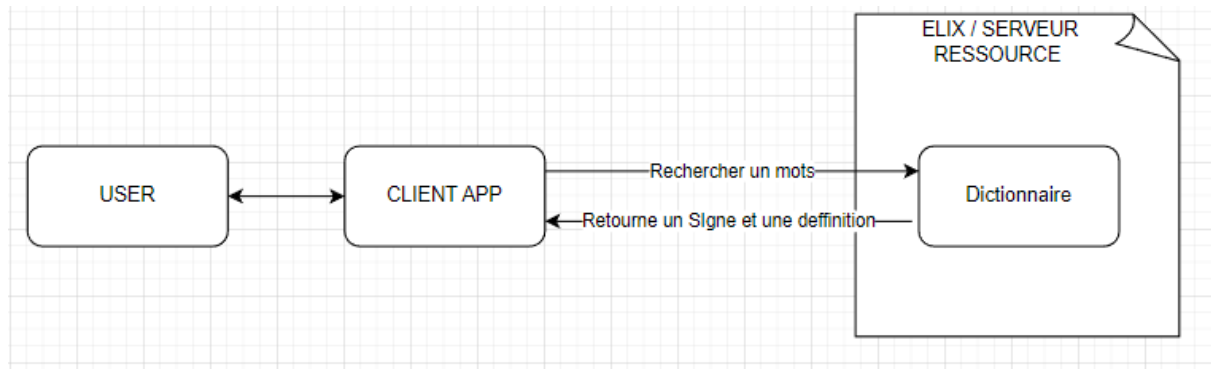 ELIX / SERVEUR
RESSOURCE
USER
CLIENT APP
Rechercher un mots
Retourne un SIgne et une deffinition
Dictionnaire